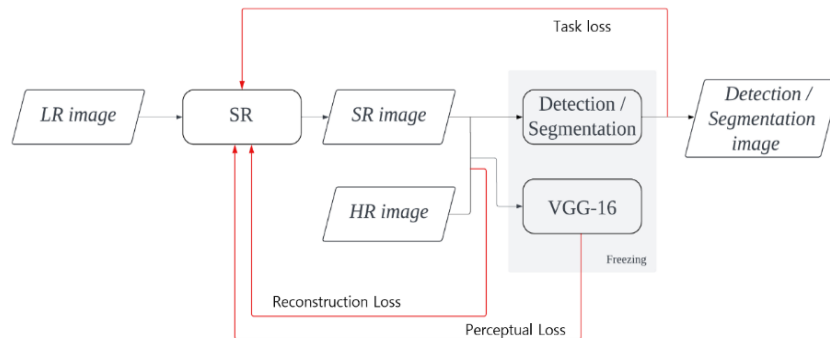 Task loss
LR image
SR
SR image
Detection /
Segmentation
Detection /
Segmentation
image
HR image
VGG-16
Freezing
Reconstruction Loss
Perceptual Loss